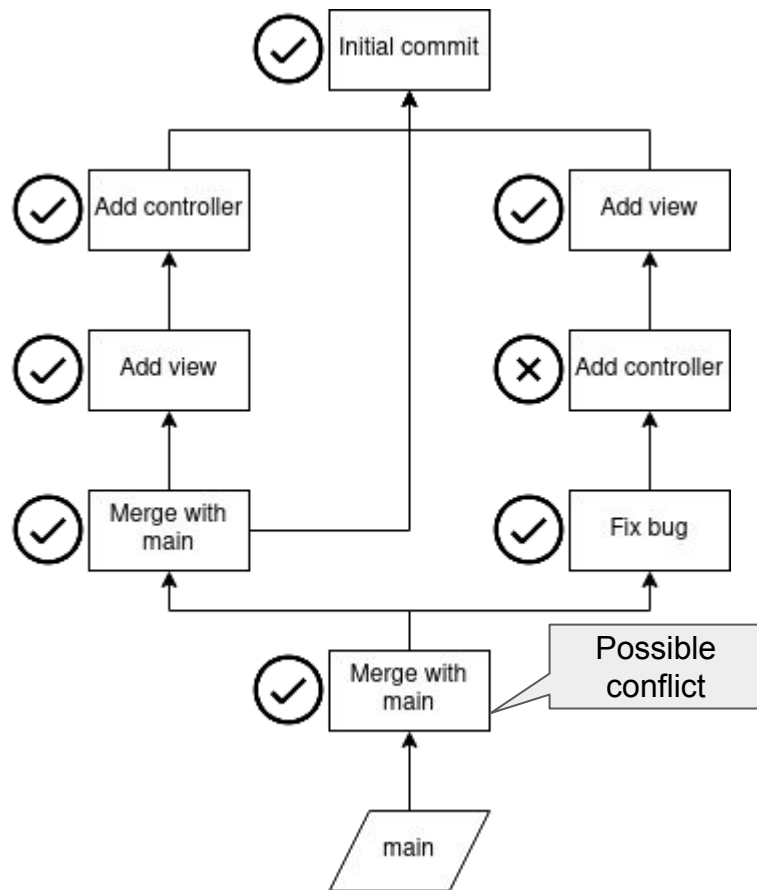 Initial commit
Add controller
Add view
Add view
Add controller
Merge with
main
Fix bug
Merge with
main
Possible
conflict
main